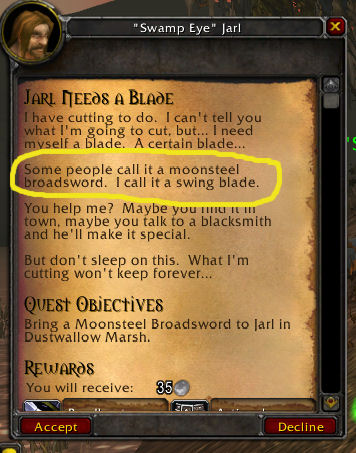 "Swamp Eye" Jarl
Jarl Needs a Blade
I have cutting to do. I can't tell you
what I'm going to cut, but... I need
myself a blade. A certain blade...
Some people call it a moonsteel
broadsword. I call it a swing blade.
You help me? Maybe you find it in
town, maybe you talk to a blacksmith
and he'll make it special.
But don't sleep on this. What I'm
cutting won't keep forever...
Quest Objectives
Bring a Moonsteel Broadsword to Jarl in
Dustwallow Marsh.
Rewards
You will receive: 35
Accept
Decline